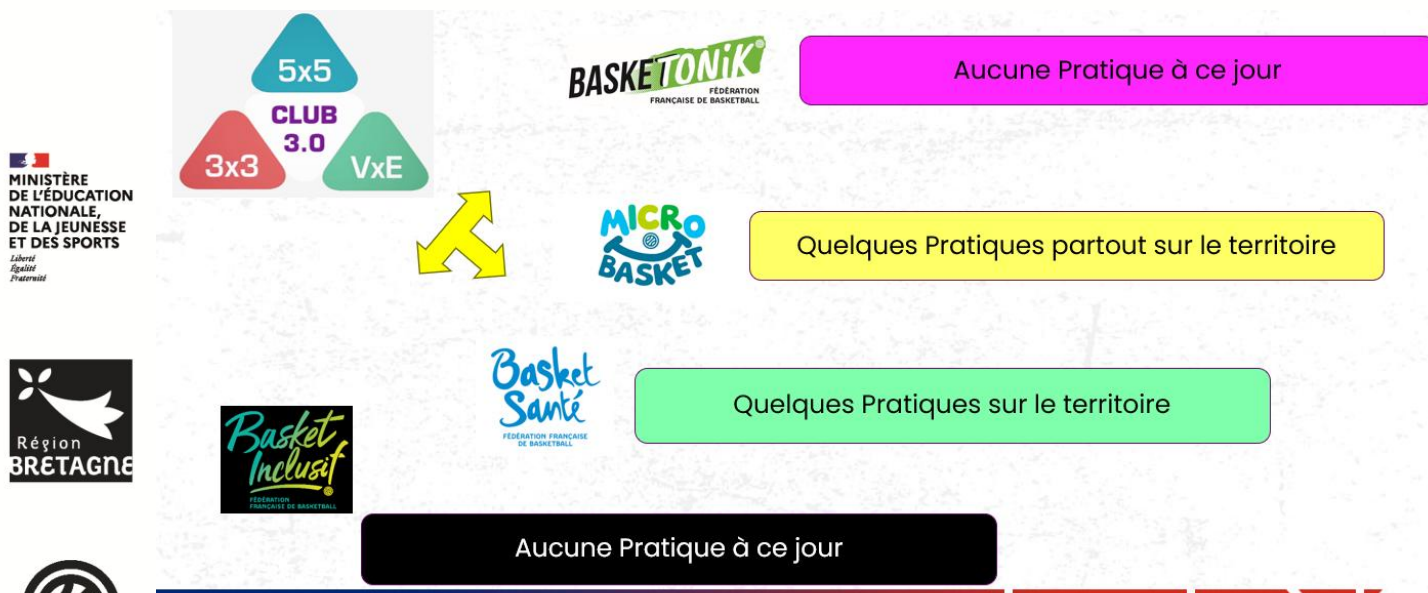 MINISTÈRE
DE L'ÉDUCATION
NATIONALE,
DE LA JEUNESSE
ET DES SPORTS
Liberté
Égalité
Fraternité
Région
BRETAGNE
5x5
CLUB
3.0
3x3
VxE
BASKETONIK
FÉDÉRATION
FRANÇAISE DE BASKETBALL
Aucune Pratique à ce jour
MICRO
BASKET
Quelques Pratiques partout sur le territoire
Basket
Santé
FÉDÉRATION FRANÇAISE
DE BASKETBALL
Quelques Pratiques sur le territoire
Basket
Inclusif
FÉDÉRATION
FRANÇAISE DE BASKETBALL
Aucune Pratique à ce jour